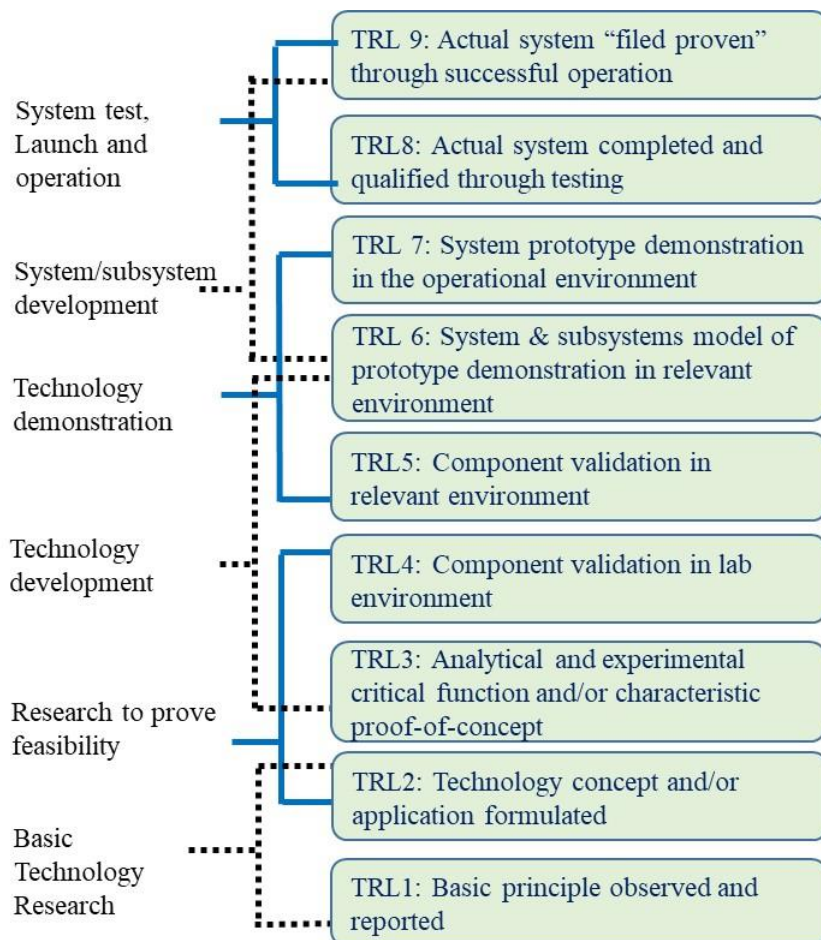 TRL 9: Actual system “filed proven”
through successful operation
System test,
Launch and
operation
TRL8: Actual system completed and
qualified through testing
TRL 7: System prototype demonstration
in the operational environment
System/subsystem
development
TRL 6: System & subsystems model of
prototype demonstration in relevant
environment
Technology
demonstration
TRL5: Component validation in
relevant environment
Technology
development
TRL4: Component validation in lab
environment
TRL3: Analytical and experimental
critical function and/or characteristic
proof-of-concept
Research to prove
feasibility
TRL2: Technology concept and/or
application formulated
Basic
Technology
Research
TRL1: Basic principle observed and
reported